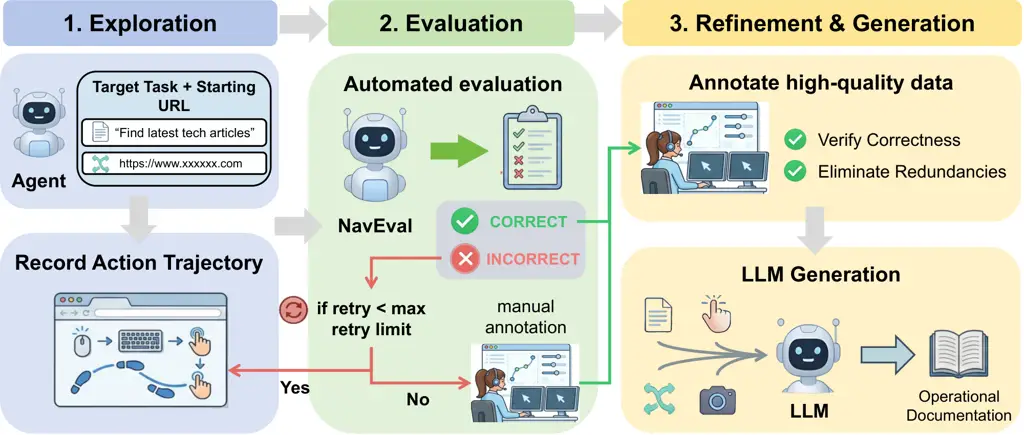 1. Exploration
2. Evaluation
3. Refinement & Generation
Target Task + Starting
URL
“Find latest tech articles”
https://www.xxxxxx.com
Agent
Record Action Trajectory
Automated evaluation
NavEval
CORRECT
INCORRECT
if retry < max
retry limit
Yes
No
manual
annotation
Annotate high-quality data
Verify Correctness
Eliminate Redundancies
LLM Generation
LLM
Operational
Documentation